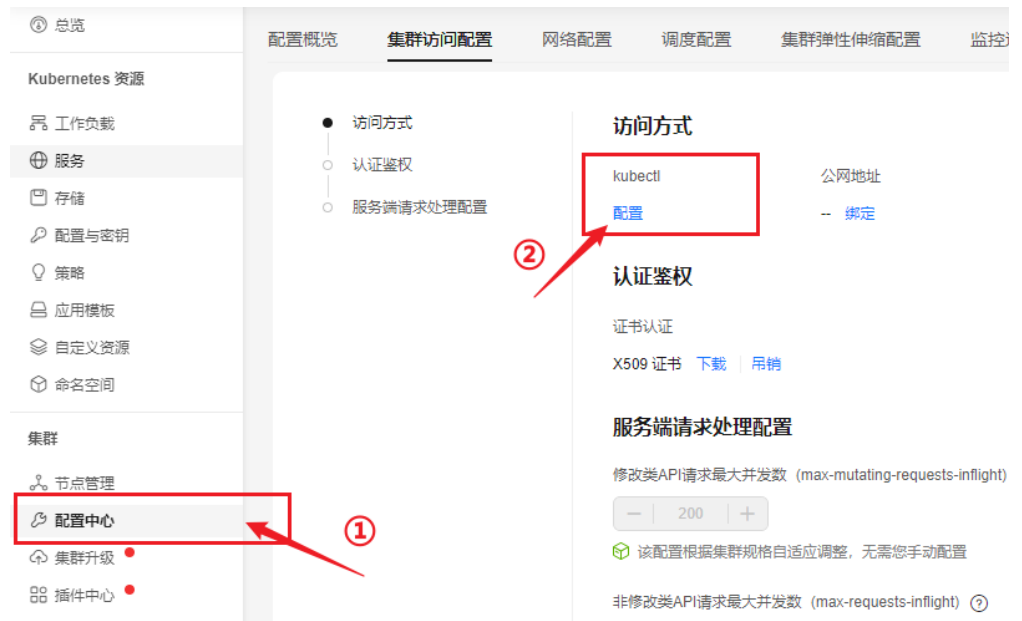 总览
Kubernetes 资源
工作负载
服务
存储
配置与密钥
策略
应用模板
自定义资源
命名空间
集群
节点管理
配置中心
集群升级
插件中心
①
配置概览 集群访问配置 网络配置 调度配置 集群弹性伸缩配置 监控
访问方式
认证鉴权
服务端请求处理配置
访问方式
kubectl 公网地址
配置 -- 绑定
②
认证鉴权
证书认证
X509 证书 下载 吊销
服务端请求处理配置
修改类API请求最大并发数 (max-mutating-requests-inflight)
200
该配置根据集群规格自适应调整，无需您手动配置
非修改类API请求最大并发数 (max-requests-inflight) ?